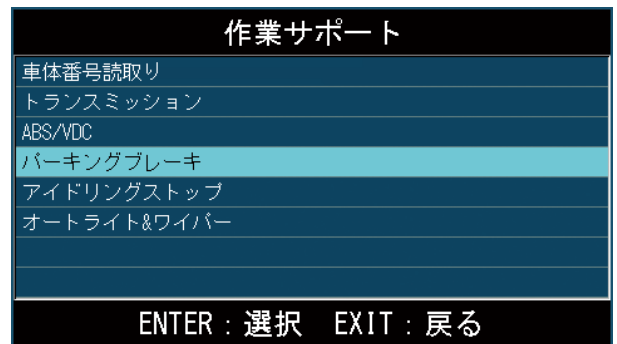 作業サポート
車体番号読取り
トランスミッション
ABS/VDC
パーキングブレーキ
アイドリングストップ
オートライト&ワイパー
ENTER：選択 EXIT：戻る